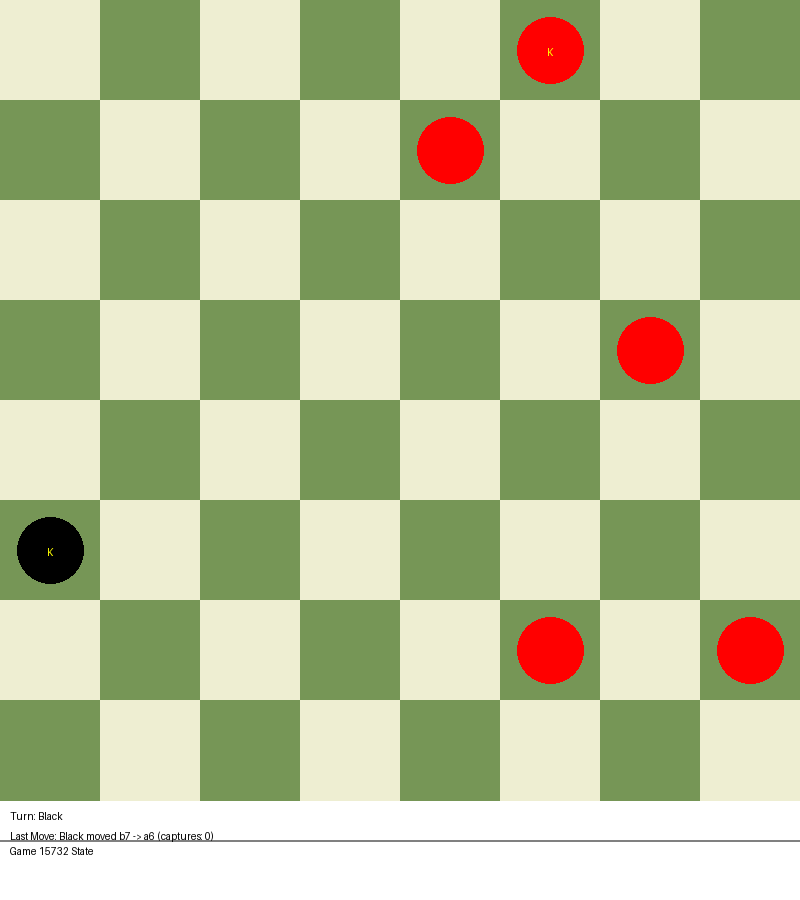 K
K
Turn: Black
Last Move: Black moved b7 -> a6 (captures: 0)
Game 15732 State